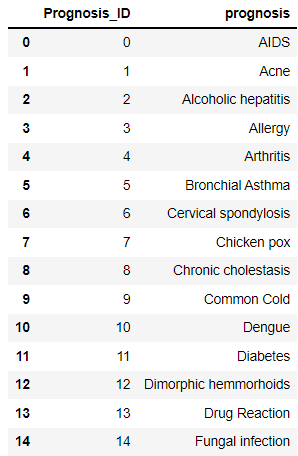 Prognosis_ID prognosis
0 0 AIDS
1 1 Acne
2 2 Alcoholic hepatitis
3 3 Allergy
4 4 Arthritis
5 5 Bronchial Asthma
6 6 Cervical spondylosis
7 7 Chicken pox
8 8 Chronic cholestasis
9 9 Common Cold
10 10 Dengue
11 11 Diabetes
12 12 Dimorphic hemmorhoids
13 13 Drug Reaction
14 14 Fungal infection